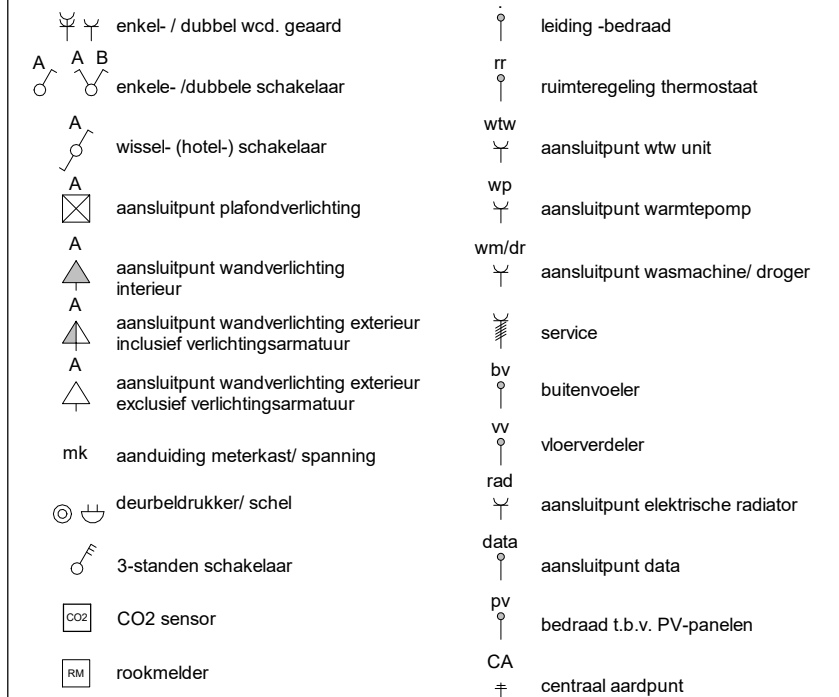 enkel- / dubbel wcd. geaard
A A B
enkele- /dubbele schakelaar
A
wissel- (hotel-) schakelaar
A
aansluitpunt plafondverlichting
A
aansluitpunt wandverlichting
interieur
A
aansluitpunt wandverlichting exterieur
inclusief verlichtingsarmatuur
A
aansluitpunt wandverlichting exterieur
exclusief verlichtingsarmatuur
mk aanduiding meterkast/ spanning
deurbeldrukker/ schel
3-standen schakelaar
CO2 CO2 sensor
RM rookmelder
leiding -bedraad
rr
ruimteregeling thermostaat
wtw
aansluitpunt wtw unit
wp
aansluitpunt warmtepomp
wm/dr
aansluitpunt wasmachine/ droger
service
bv
buitenvoeler
vv
vloerverdeler
rad
aansluitpunt elektrische radiator
data
aansluitpunt data
pv
bedraad t.b.v. PV-panelen
CA
centraal aardpunt